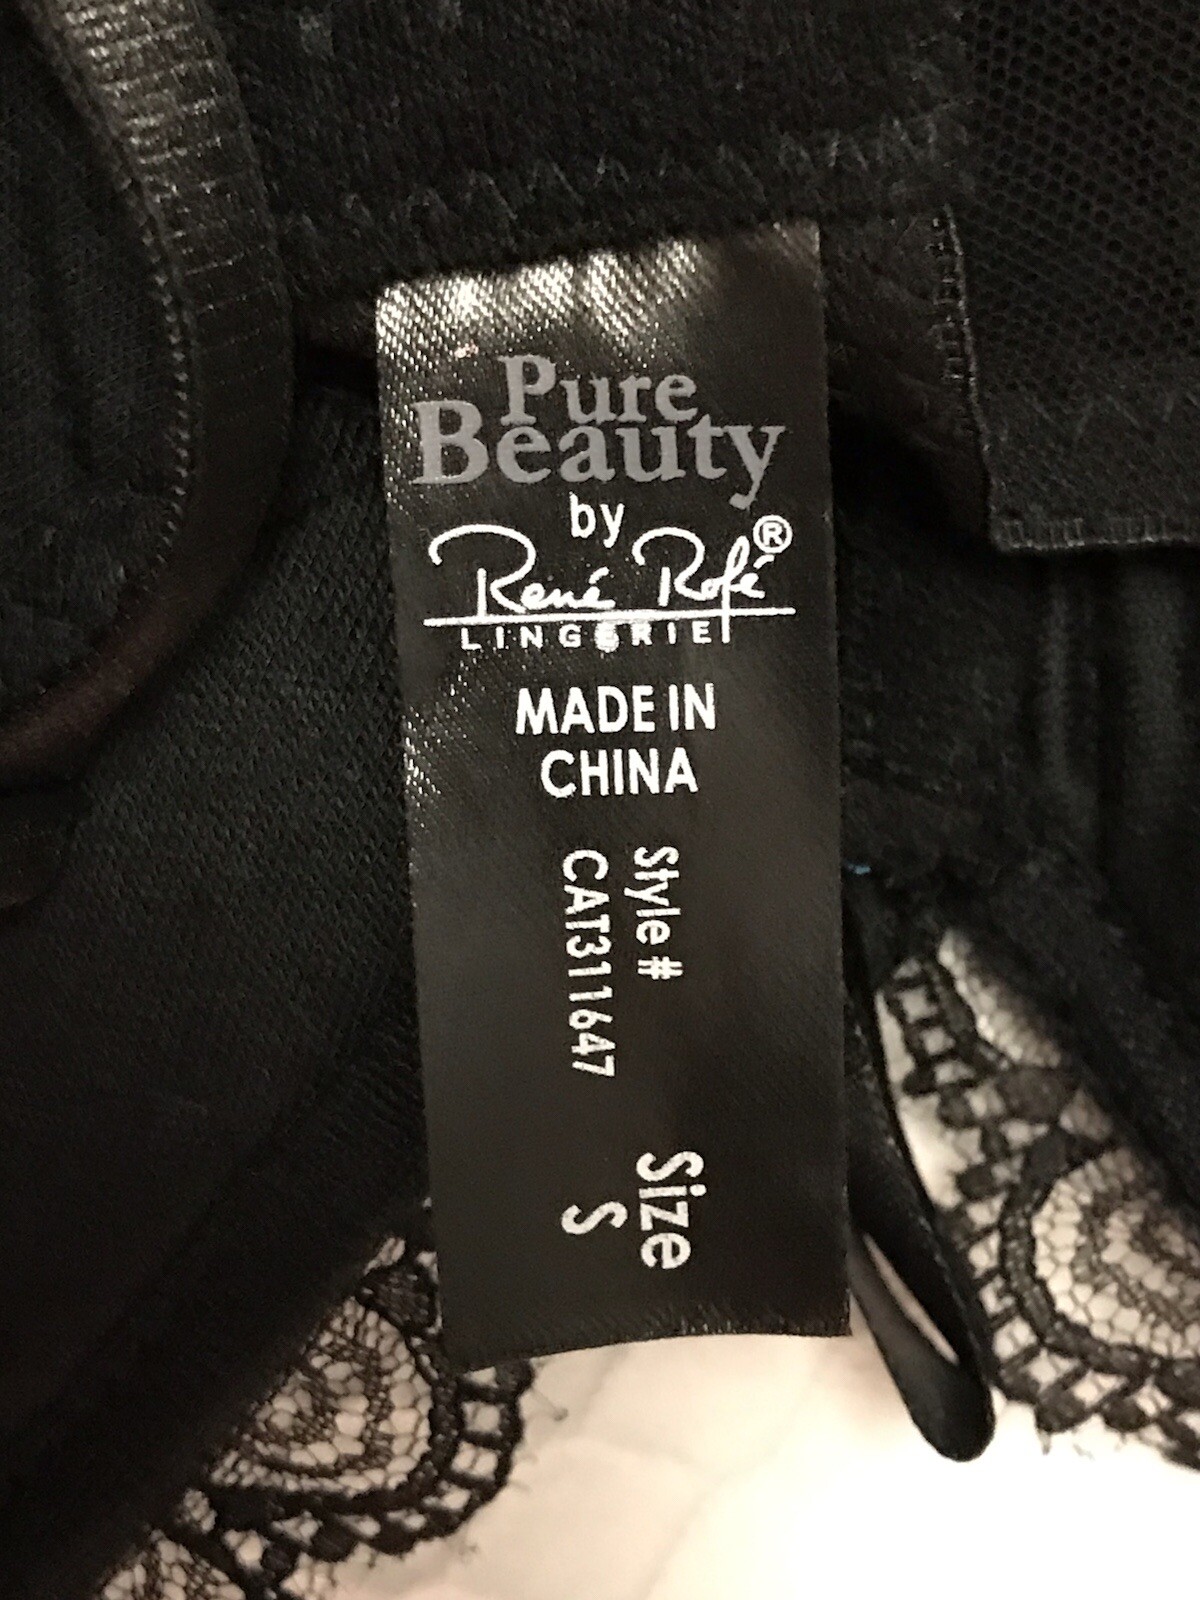 Pure
Beauty
by
René Rofé®
LINGERIE
MADE IN
CHINA
Style #
CAT311647
Size
S